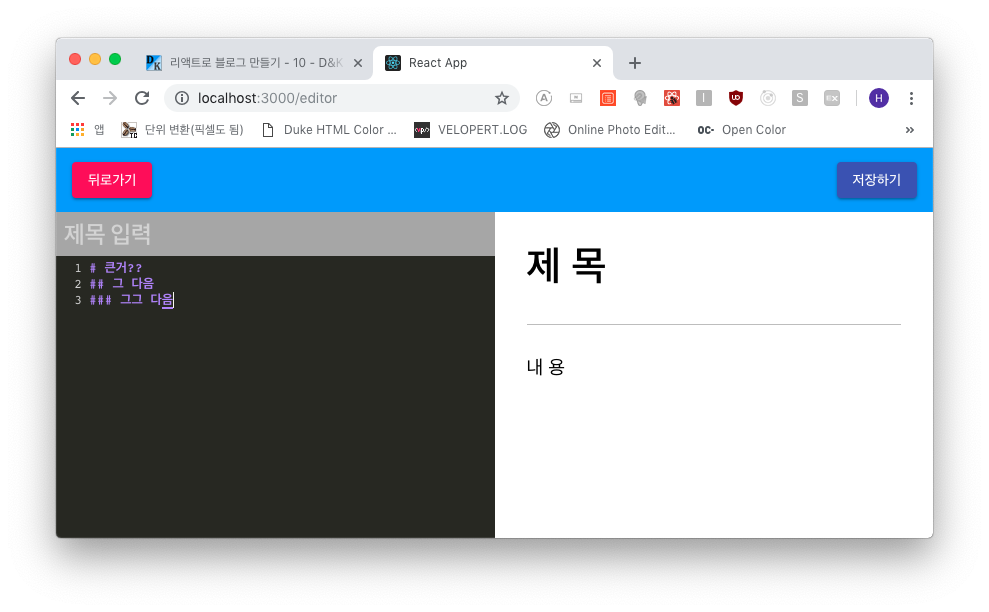 리액트로 블로그 만들기 - 10 - D&K
React App
localhost:3000/editor
앱
단위 변환(픽셀도 됨)
Duke HTML Color ...
VELOPERT.LOG
Online Photo Edit...
OC-
Open Color
»
뒤로가기
저장하기
제목 입력
1 # 큰거??
2 ## 그 다음
3 ### 그그 다음
제 목
내 용